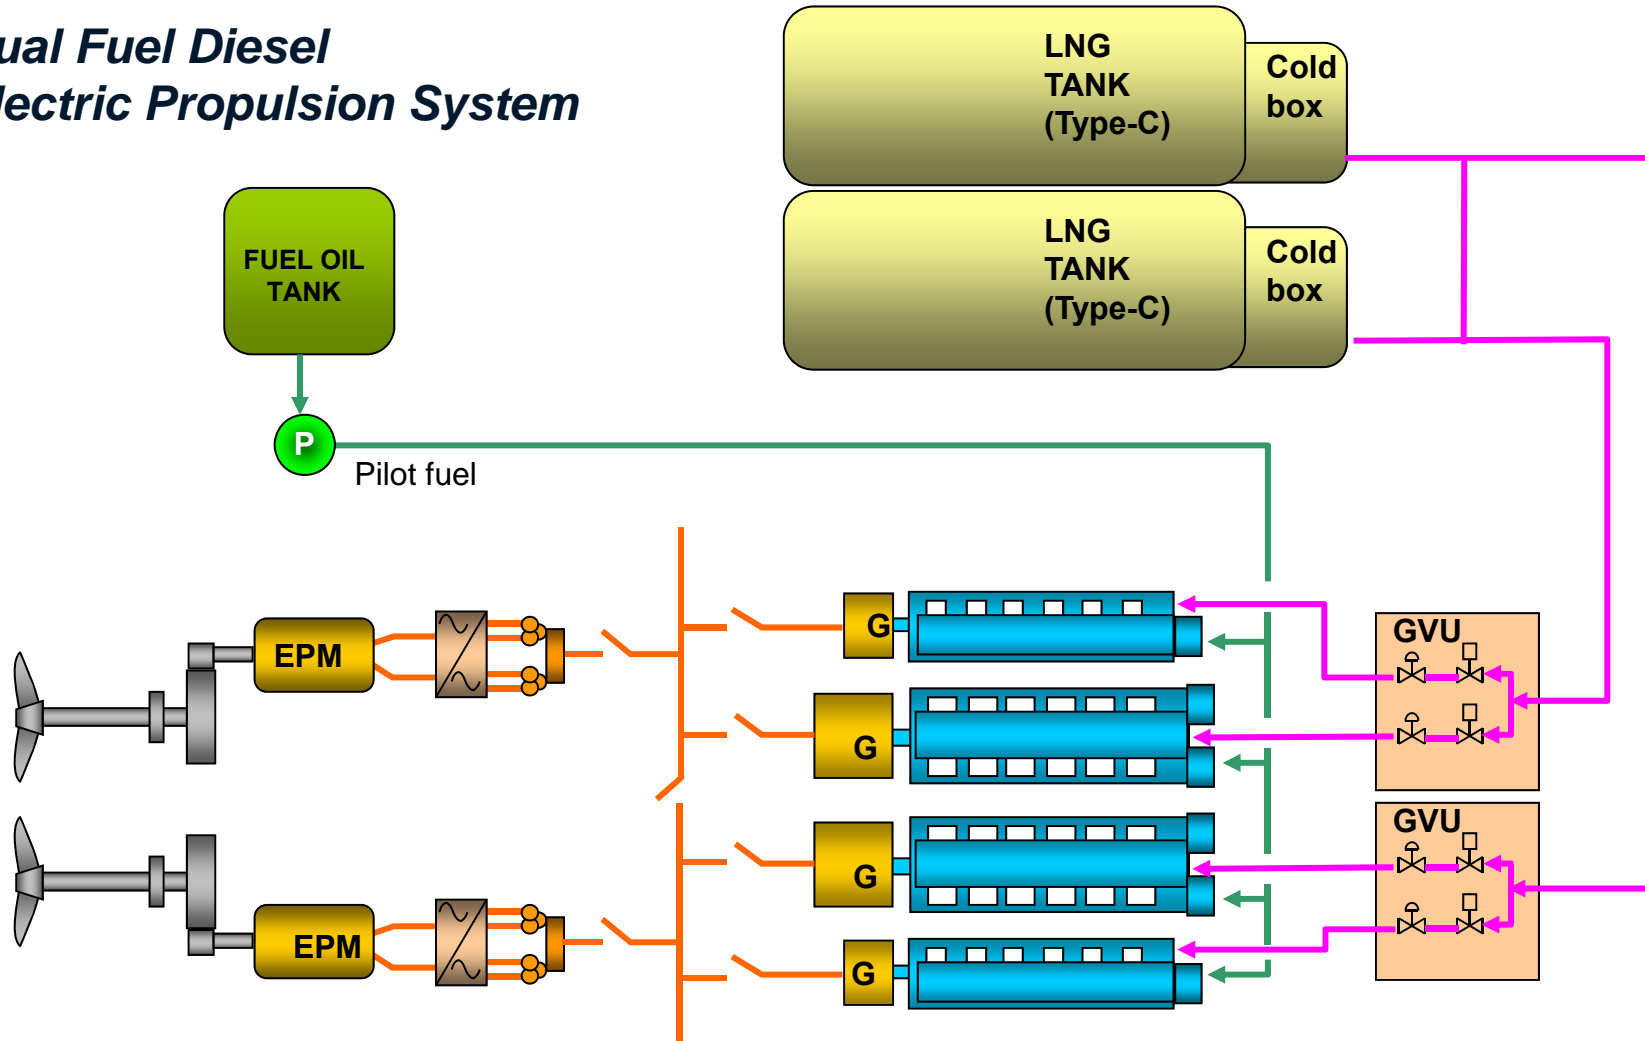 ual Fuel Diesel
lectric Propulsion System
LNG
TANK
(Type-C)
Cold
box
LNG
TANK
(Type-C)
Cold
box
FUEL OIL
TANK
P
Pilot fuel
EPM
G
GVU
G
GVU
G
EPM
G